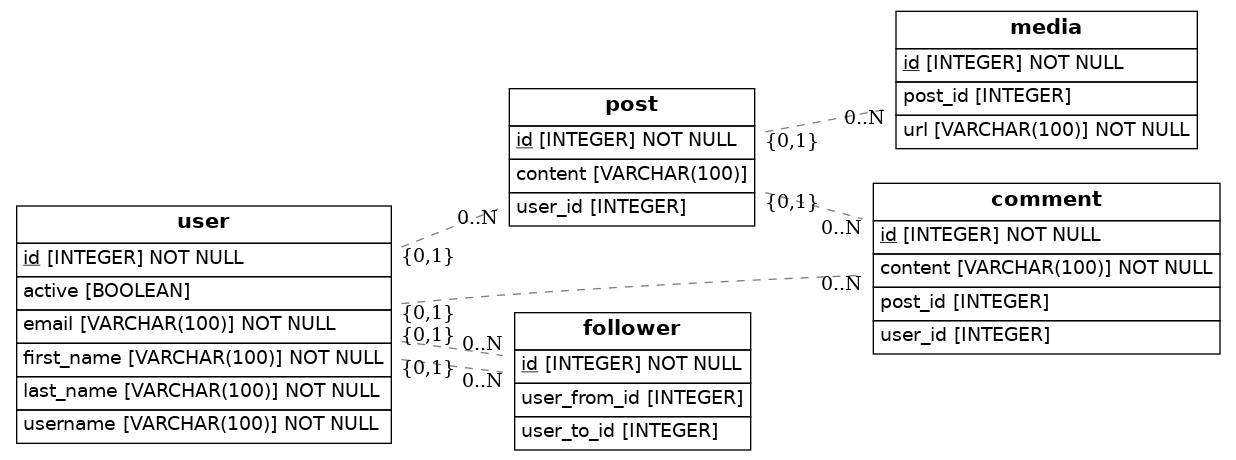 media
id [INTEGER] NOT NULL
post_id [INTEGER]
url [VARCHAR(100)] NOT NULL
post
id [INTEGER] NOT NULL
content [VARCHAR(100)]
user_id [INTEGER]
0..N
{0,1}
{0,1}
0..N
comment
id [INTEGER] NOT NULL
content [VARCHAR(100)] NOT NULL
post_id [INTEGER]
user_id [INTEGER]
user
id [INTEGER] NOT NULL
active [BOOLEAN]
email [VARCHAR(100)] NOT NULL
first_name [VARCHAR(100)] NOT NULL
last_name [VARCHAR(100)] NOT NULL
username [VARCHAR(100)] NOT NULL
0..N
{0,1}
0..N
{0,1}
{0,1}
0..N
{0,1}
0..N
follower
id [INTEGER] NOT NULL
user_from_id [INTEGER]
user_to_id [INTEGER]